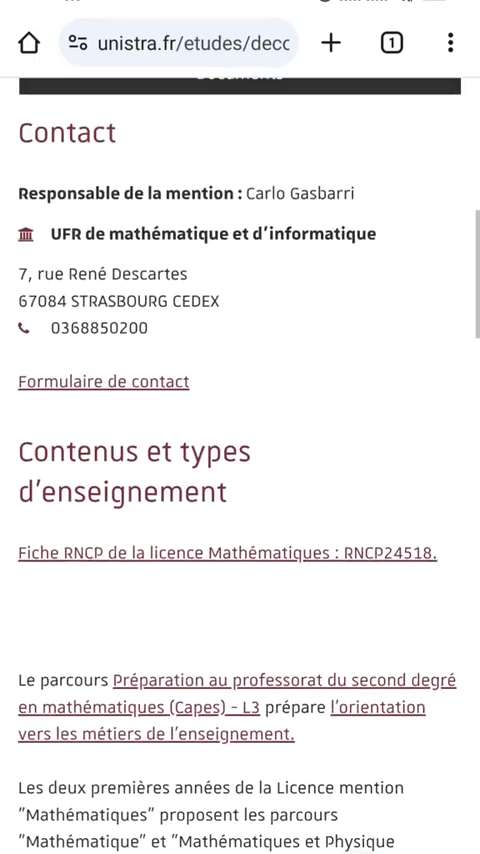 unistra.fr/etudes/decc
1
Contact
Responsable de la mention : Carlo Gasbarri
UFR de mathématique et d'informatique
7, rue René Descartes
67084 STRASBOURG CEDEX
0368850200
Formulaire de contact
Contenus et types
d'enseignement
Fiche RNCP de la licence Mathématiques : RNCP24518.
Le parcours Préparation au professorat du second degré
en mathématiques (Capes) - L3 prépare l'orientation
vers les métiers de l'enseignement.
Les deux premières années de la Licence mention
"Mathématiques" proposent les parcours
"Mathématique" et "Mathématiques et Physique